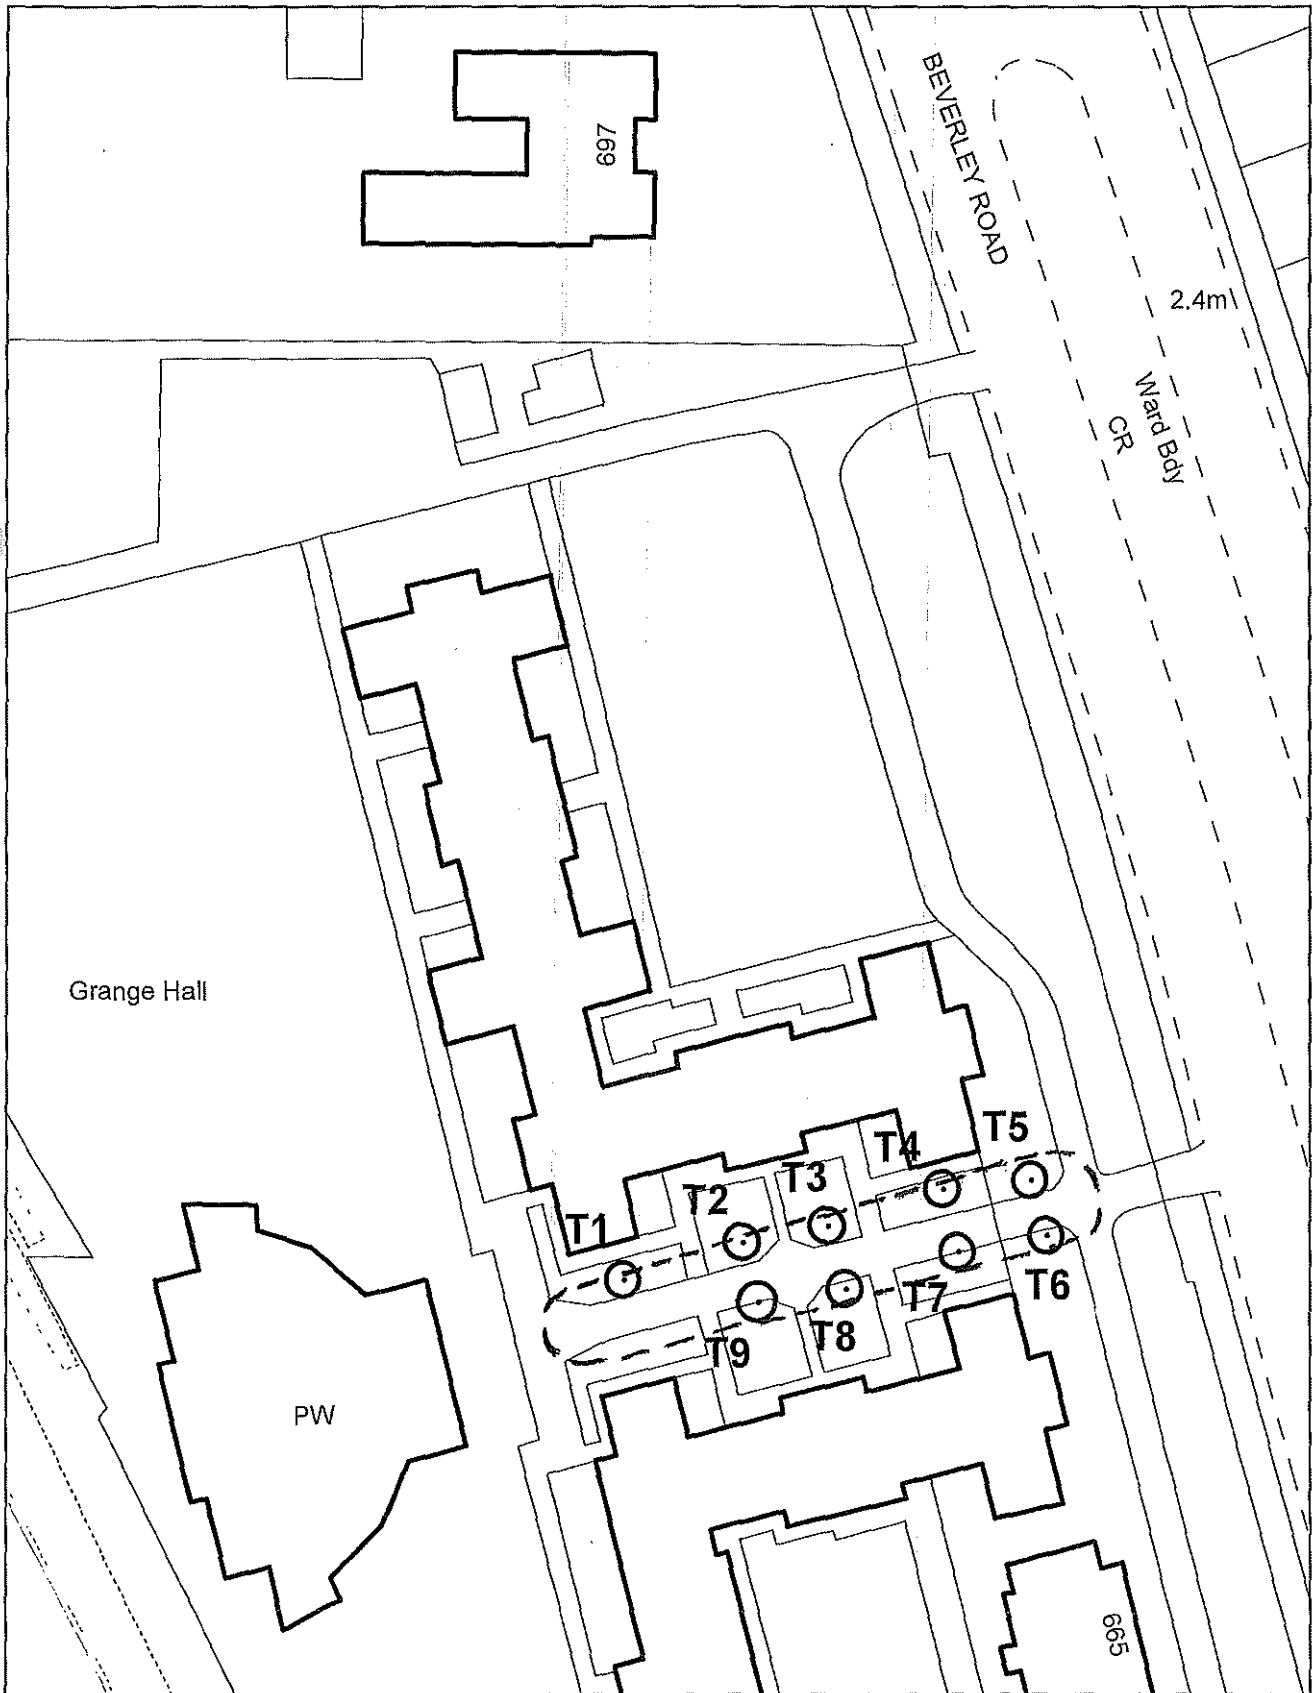 697
BEVERLEY ROAD
2.4m
Ward Bdy
CR
Grange Hall
T5
T4
T3
T2
T1
T6
T7
T8
T9
PW
665